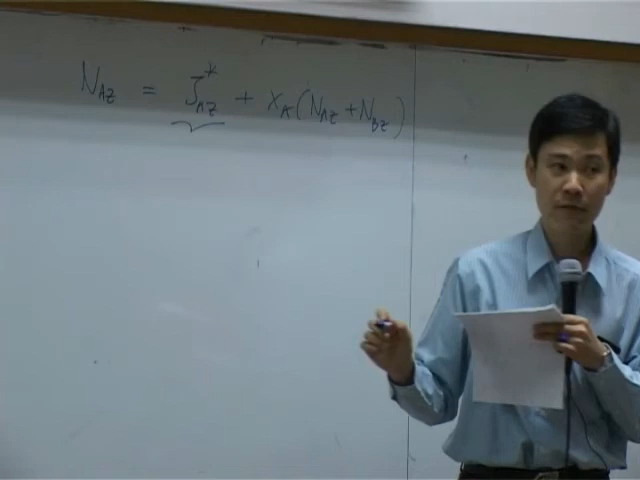 N_AZ = J*_AZ + x_A(N_AZ + N_BZ)